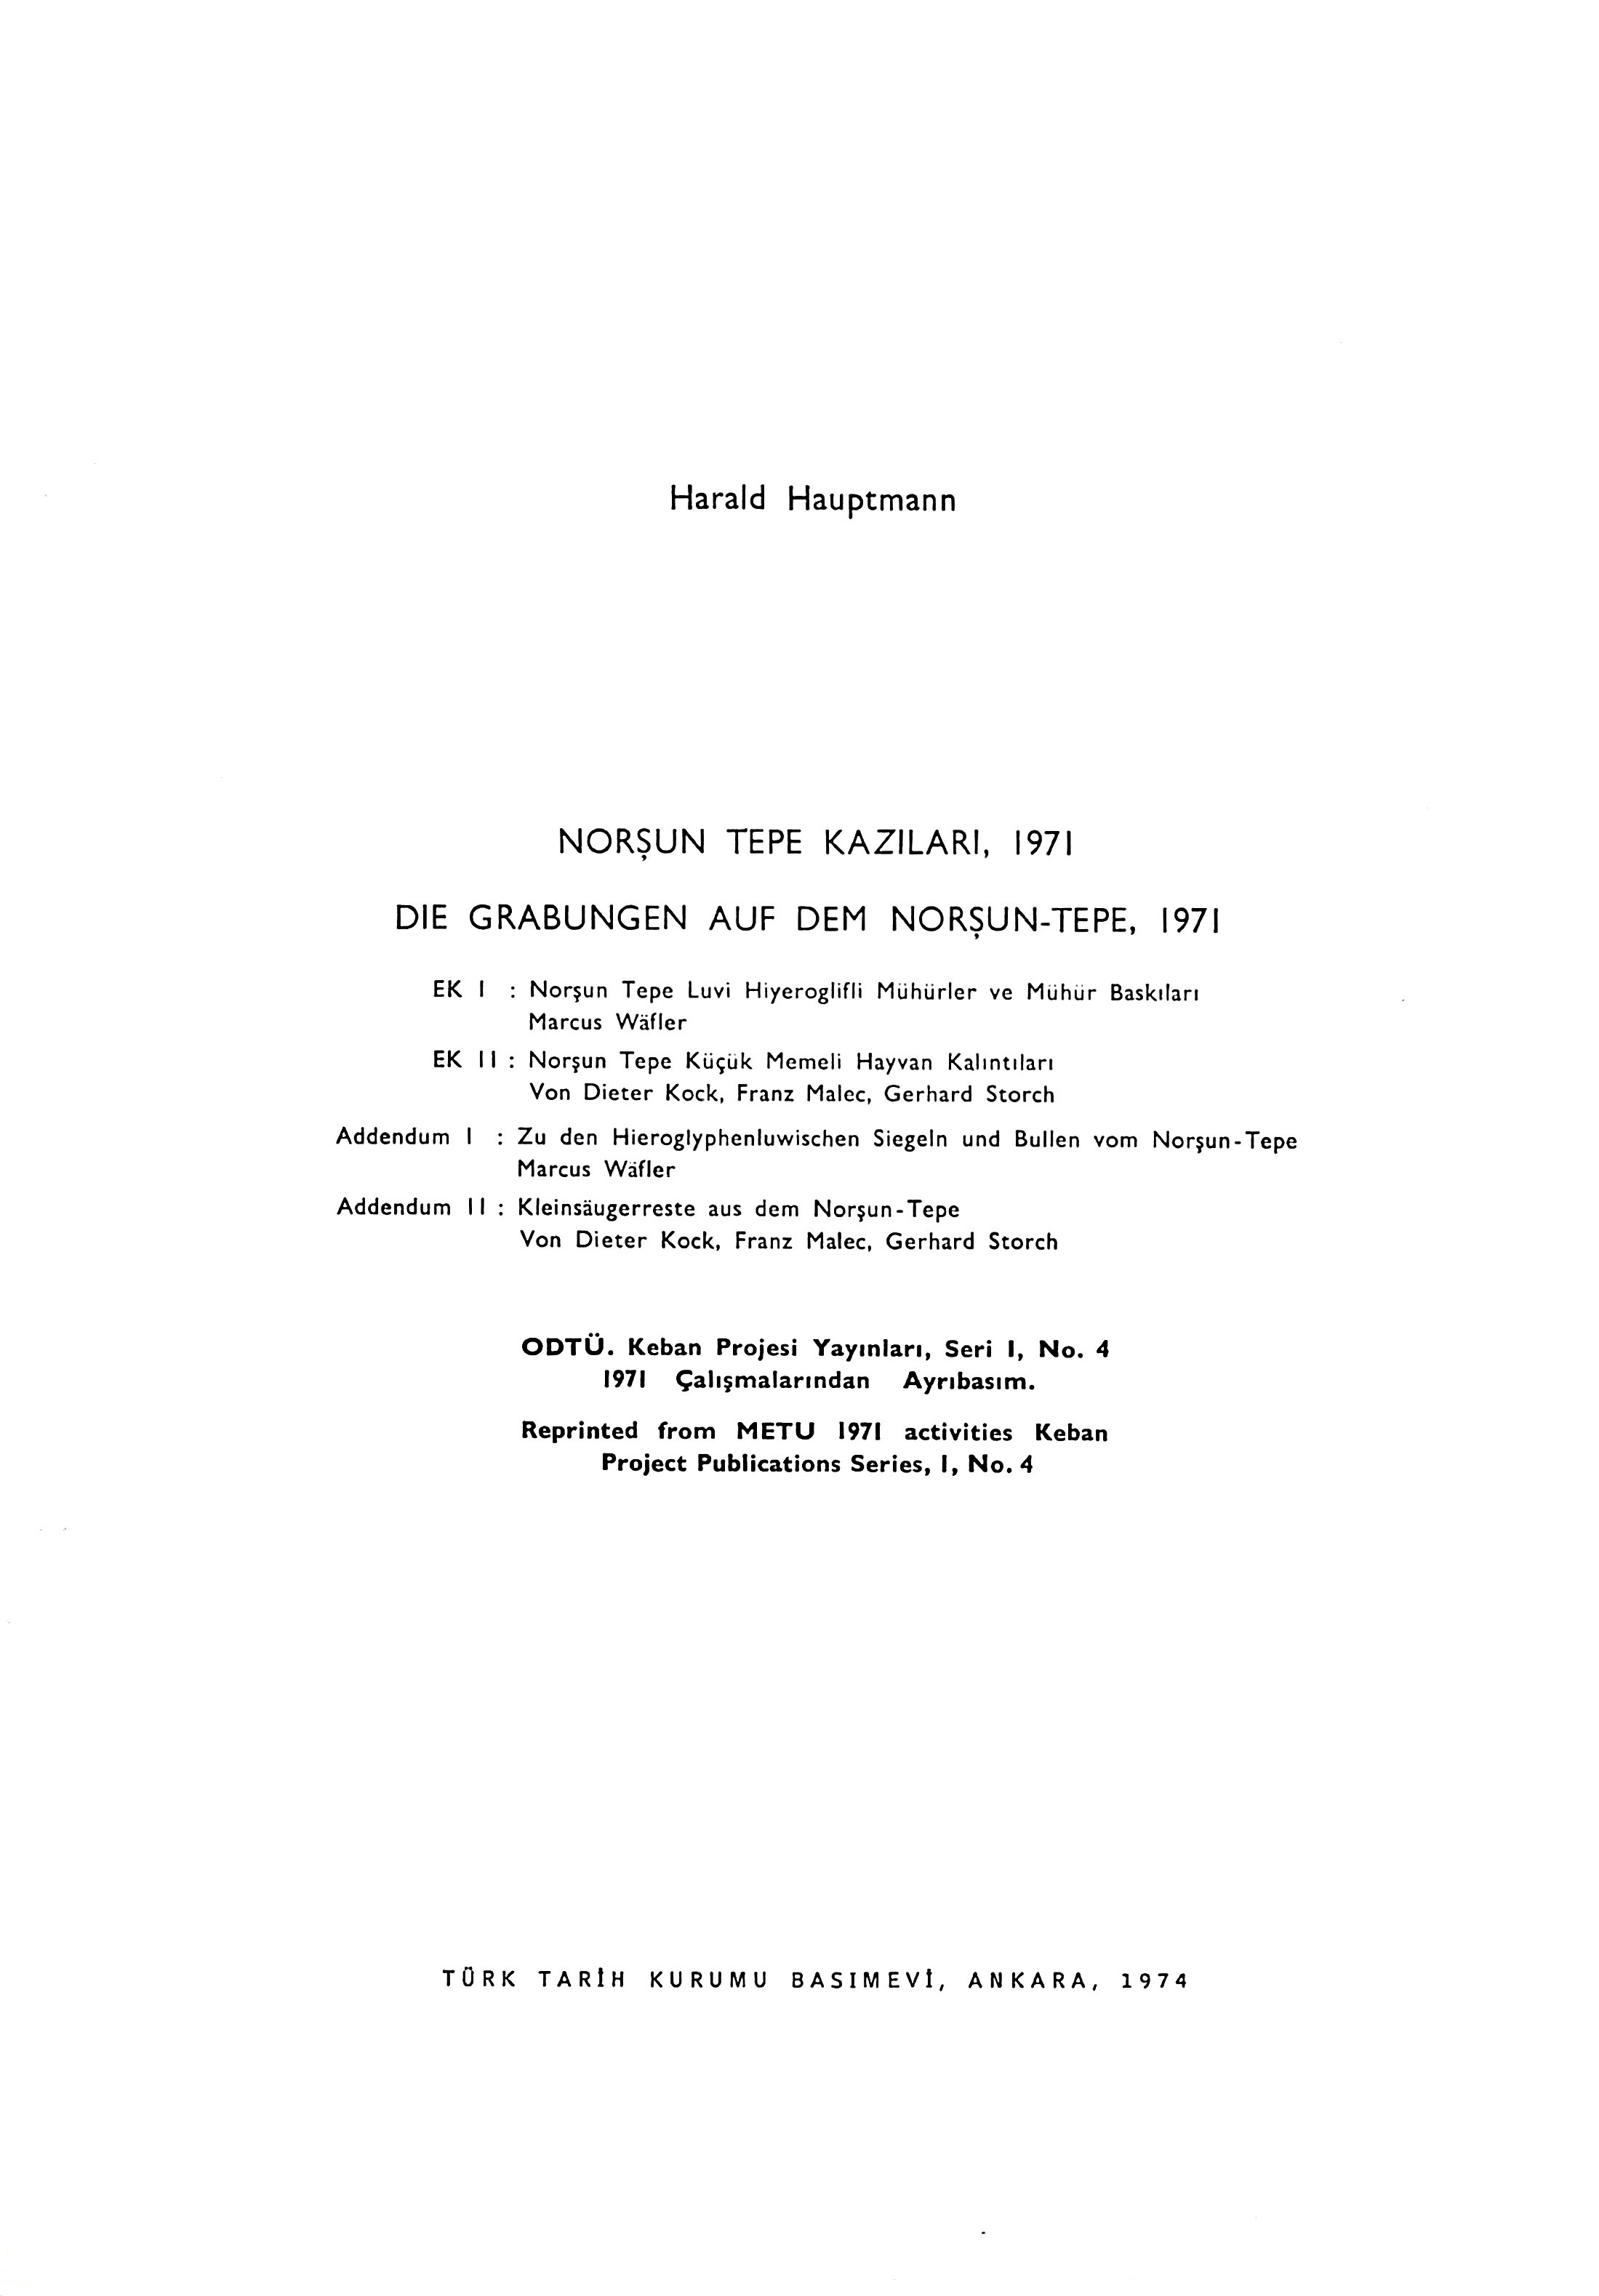 Harald Hauptmann
NORŞUN TEPE KAZILARI, 1971
DIE GRABUNGEN AUF DEM NORŞUN-TEPE, 1971
EK I : Norşun Tepe Luvi Hiyeroglifli Mühürler ve Mühür Baskıları
Marcus Wäfler
EK II : Norşun Tepe Küçük Memeli Hayvan Kalıntıları
Von Dieter Kock, Franz Malec, Gerhard Storch
Addendum I : Zu den Hieroglyphenluwischen Siegeln und Bullen vom Norşun-Tepe
Marcus Wäfler
Addendum II : Kleinsäugerreste aus dem Norşun-Tepe
Von Dieter Kock, Franz Malec, Gerhard Storch
ODTÜ. Keban Projesi Yayınları, Seri I, No. 4
1971 Çalışmalarından Ayrıbasım.
Reprinted from METU 1971 activities Keban
Project Publications Series, I, No. 4
TÜRK TARİH KURUMU BASIMEVİ, ANKARA, 1974